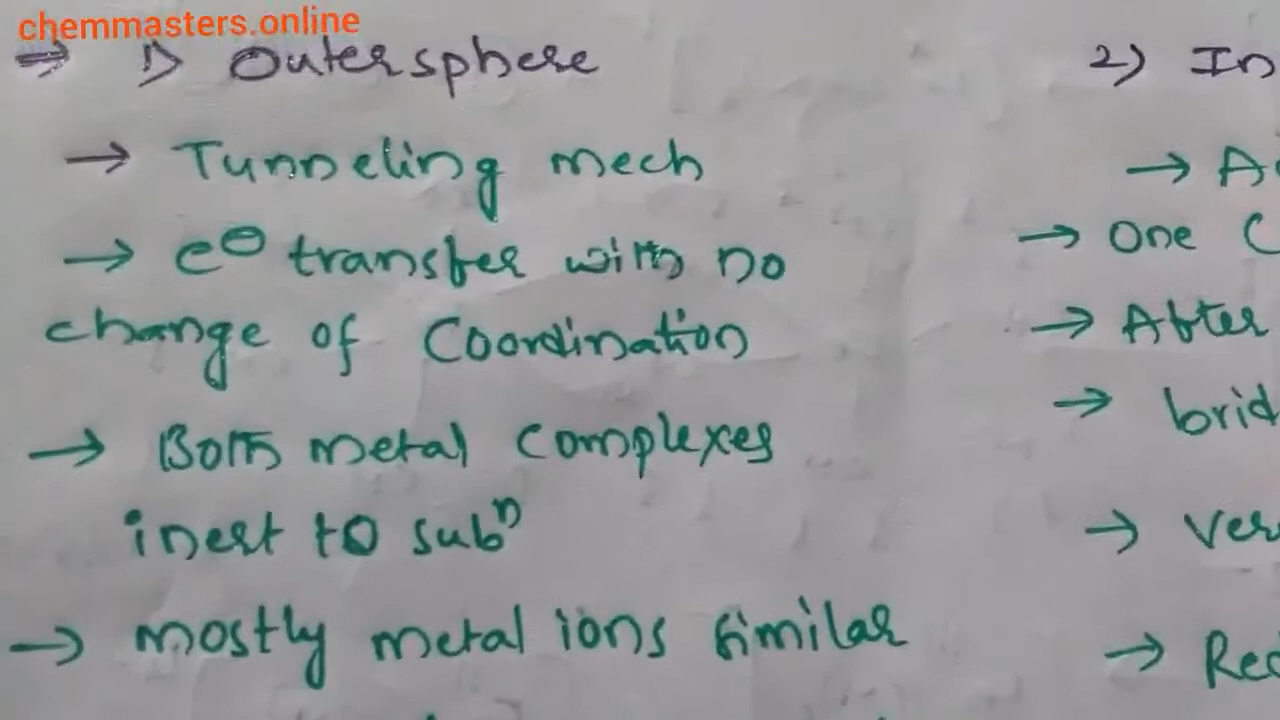 chemmasters.online
→ 1) Outersphere
→ Tunneling mech
→ e⊖ transfer with no
change of Coordination
→ Both metal Complexes
inert to subⁿ
→ mostly metal ions similar
2) In
→ A
→ One C
→ After
→ brid
→ Ver
→ Rec